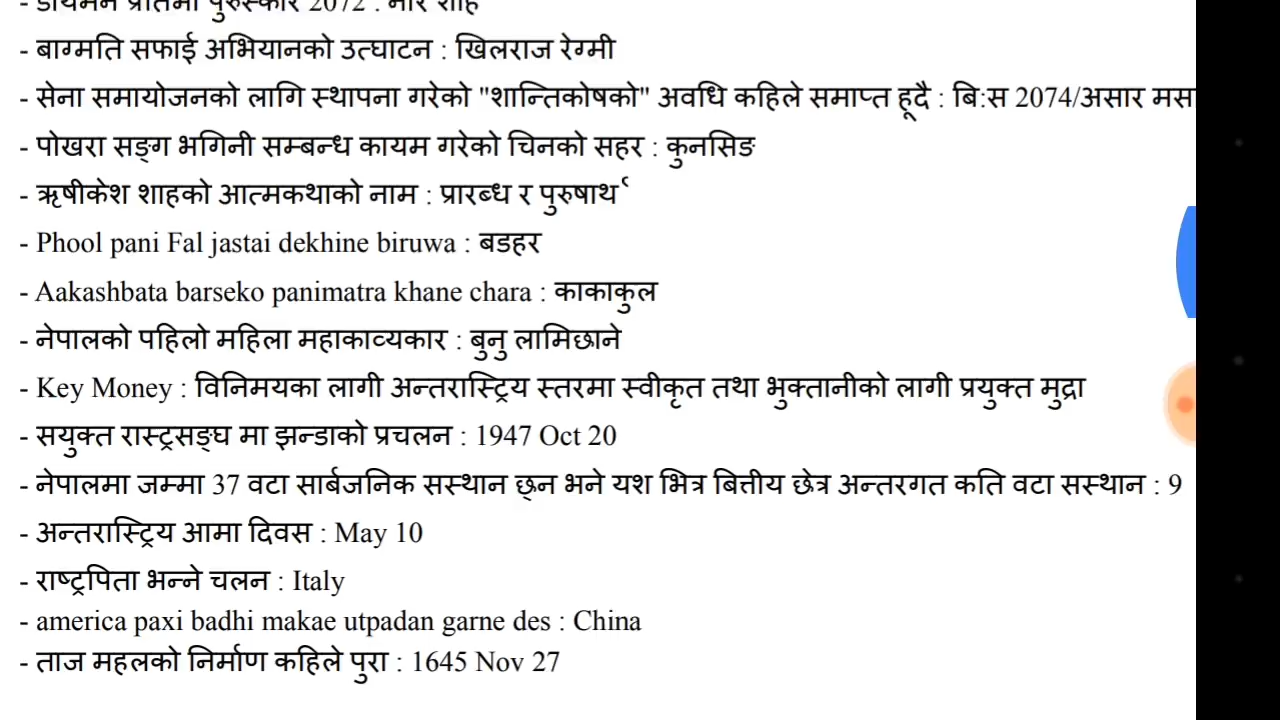 - डायमन प्रतिमा पुरुस्कार 2072 : मीर शाह
- बाग्मति सफाई अभियानको उत्घाटन : खिलराज रेग्मी
- सेना समायोजनको लागि स्थापना गरेको "शान्तिकोषको" अवधि कहिले समाप्त हूदै : बि:स 2074/असार मसा
- पोखरा सङ्ग भगिनी सम्बन्ध कायम गरेको चिनको सहर : कुनसिङ
- ऋषीकेश शाहको आत्मकथाको नाम : प्रारब्ध र पुरुषाथर्
- Phool pani Fal jastai dekhine biruwa : बडहर
- Aakashbata barseko panimatra khane chara : काकाकुल
- नेपालको पहिलो महिला महाकाव्यकार : बुनु लामिछाने
- Key Money : विनिमयका लागी अन्तरास्ट्रिय स्तरमा स्वीकृत तथा भुक्तानीको लागी प्रयुक्त मुद्रा
- सयुक्त रास्ट्रसङ्घ मा झन्डाको प्रचलन : 1947 Oct 20
- नेपालमा जम्मा 37 वटा सार्बजनिक सस्थान छ्न भने यश भित्र बित्तीय छेत्र अन्तरगत कति वटा सस्थान : 9
- अन्तरास्ट्रिय आमा दिवस : May 10
- राष्ट्रपिता भन्ने चलन : Italy
- america paxi badhi makae utpadan garne des : China
- ताज महलको निर्माण कहिले पुरा : 1645 Nov 27